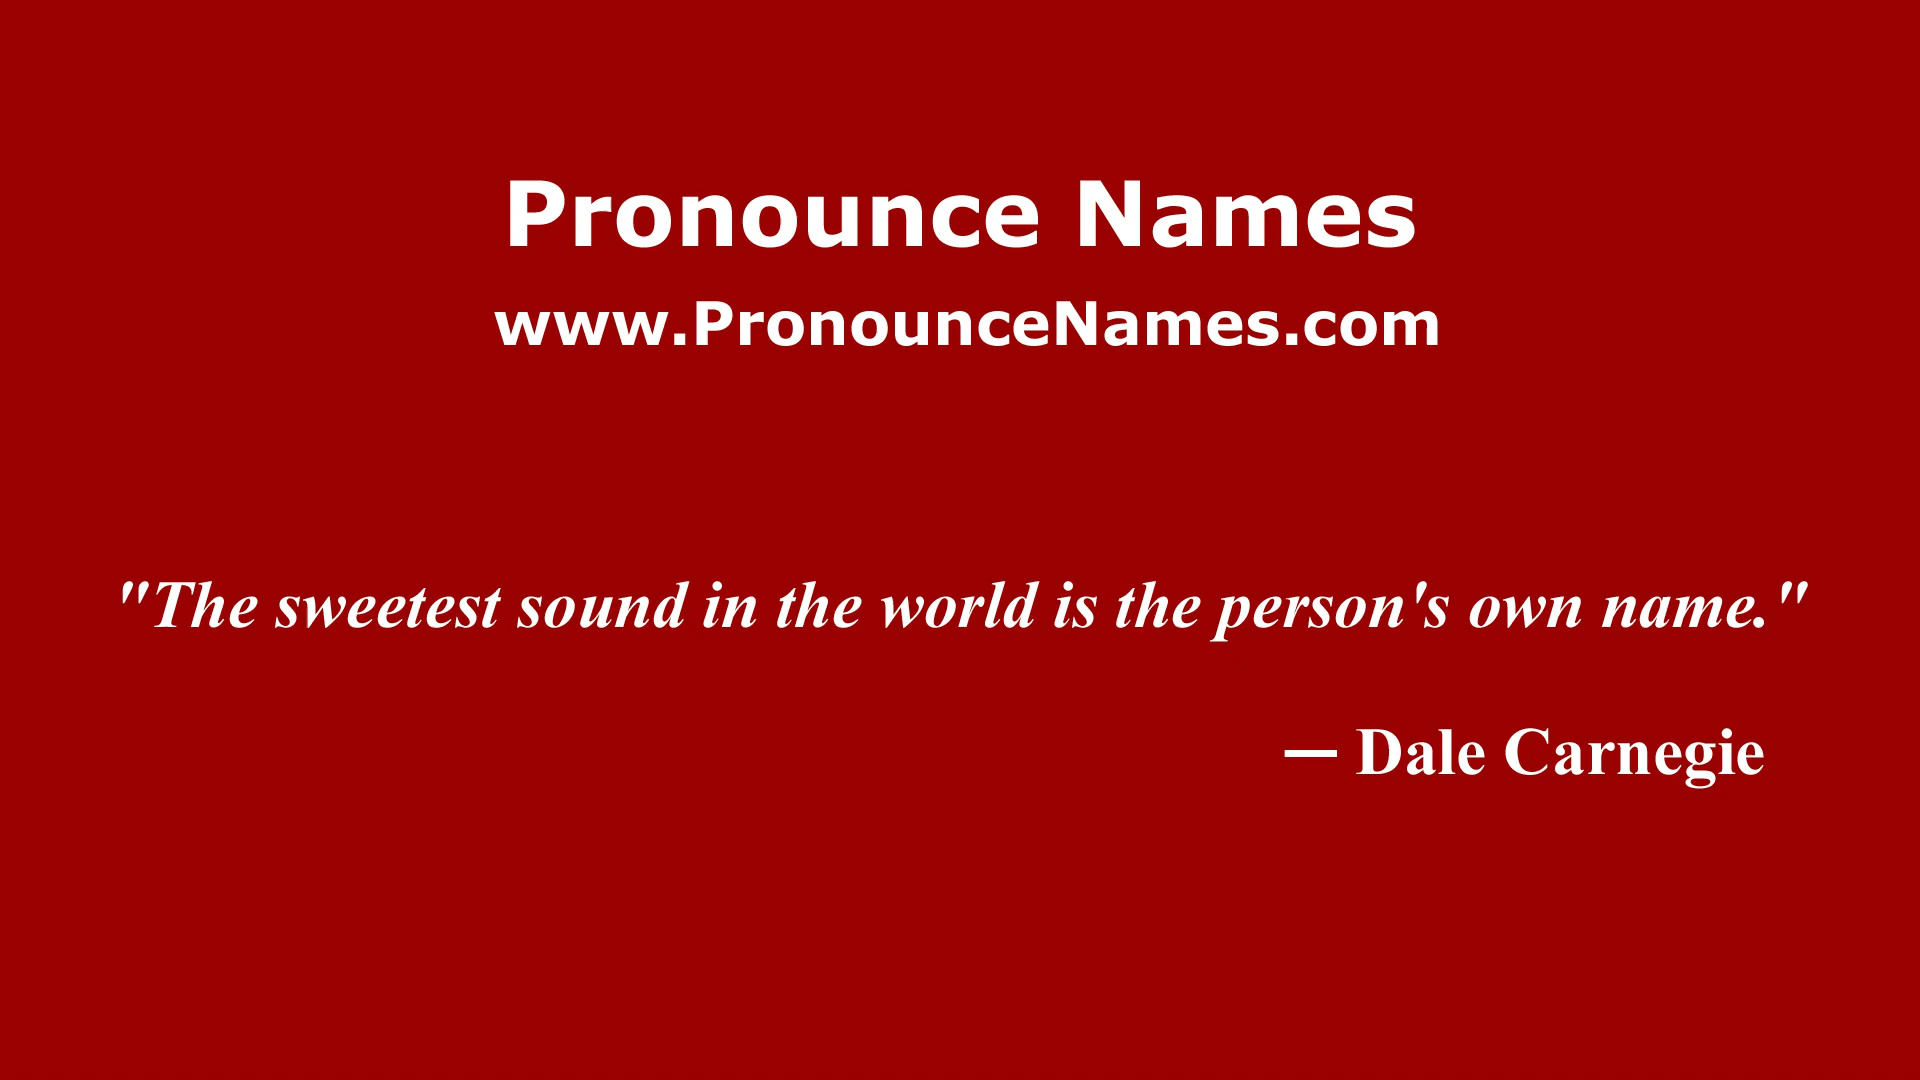 Pronounce Names
www.PronounceNames.com
"The sweetest sound in the world is the person's own name."
— Dale Carnegie